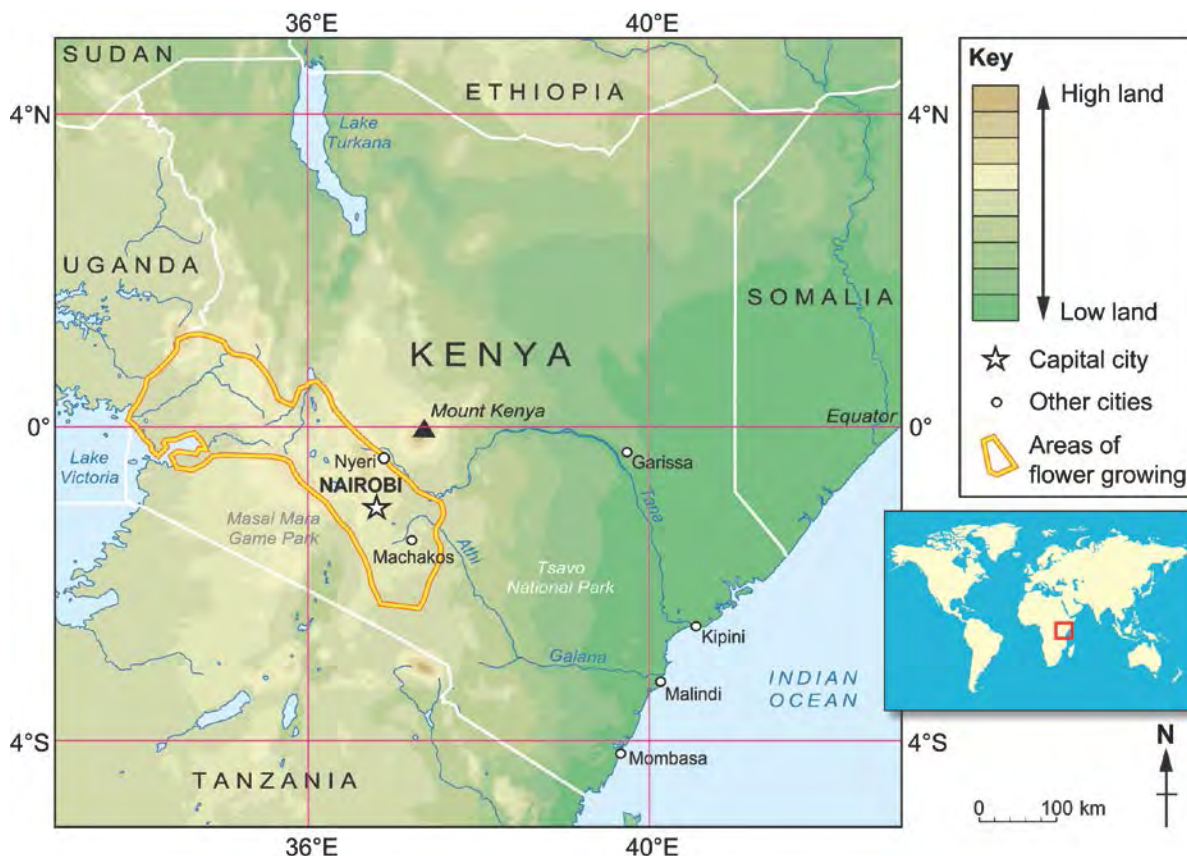 36°E
40°E
SUDAN
ETHIOPIA
4°N
4°N
Lake
Turkana
UGANDA
SOMALIA
KENYA
Mount Kenya
Equator
0°
0°
Lake
Victoria
Nyeri
NAIROBI
Garissa
Tana
Masai Mara
Game Park
Machakos
Athi
Tsavo
National Park
Kipini
Galana
Malindi
INDIAN
OCEAN
4°S
4°S
Mombasa
TANZANIA
36°E
40°E
Key
High land
Low land
Capital city
Other cities
Areas of
flower growing
N
0 100 km